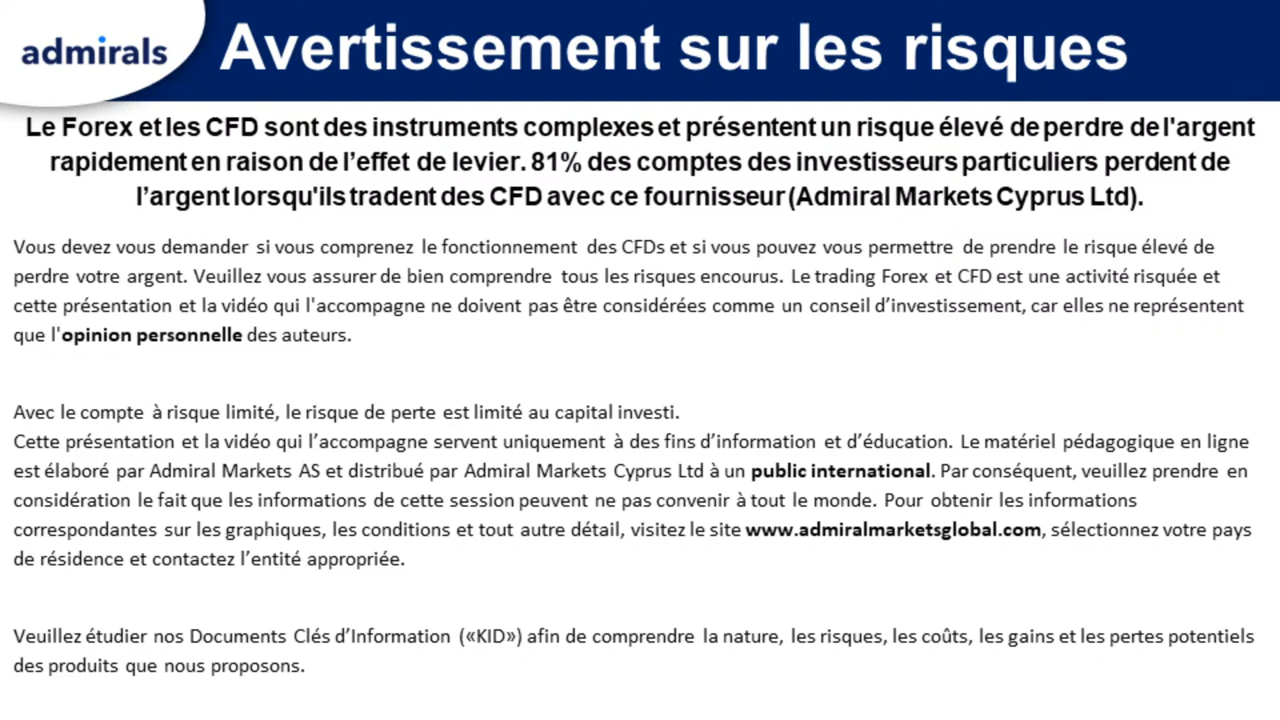 admirals
Avertissement sur les risques
Le Forex et les CFD sont des instruments complexes et présentent un risque élevé de perdre de l'argent
rapidement en raison de l’effet de levier. 81% des comptes des investisseurs particuliers perdent de
l’argent lorsqu'ils tradent des CFD avec ce fournisseur (Admiral Markets Cyprus Ltd).
Vous devez vous demander si vous comprenez le fonctionnement des CFDs et si vous pouvez vous permettre de prendre le risque élevé de
perdre votre argent. Veuillez vous assurer de bien comprendre tous les risques encourus. Le trading Forex et CFD est une activité risquée et
cette présentation et la vidéo qui l'accompagne ne doivent pas être considérées comme un conseil d’investissement, car elles ne représentent
que l'opinion personnelle des auteurs.
Avec le compte à risque limité, le risque de perte est limité au capital investi.
Cette présentation et la vidéo qui l’accompagne servent uniquement à des fins d’information et d’éducation. Le matériel pédagogique en ligne
est élaboré par Admiral Markets AS et distribué par Admiral Markets Cyprus Ltd à un public international. Par conséquent, veuillez prendre en
considération le fait que les informations de cette session peuvent ne pas convenir à tout le monde. Pour obtenir les informations
correspondantes sur les graphiques, les conditions et tout autre détail, visitez le site www.admiralmarketsglobal.com, sélectionnez votre pays
de résidence et contactez l’entité appropriée.
Veuillez étudier nos Documents Clés d’Information («KID») afin de comprendre la nature, les risques, les coûts, les gains et les pertes potentiels
des produits que nous proposons.